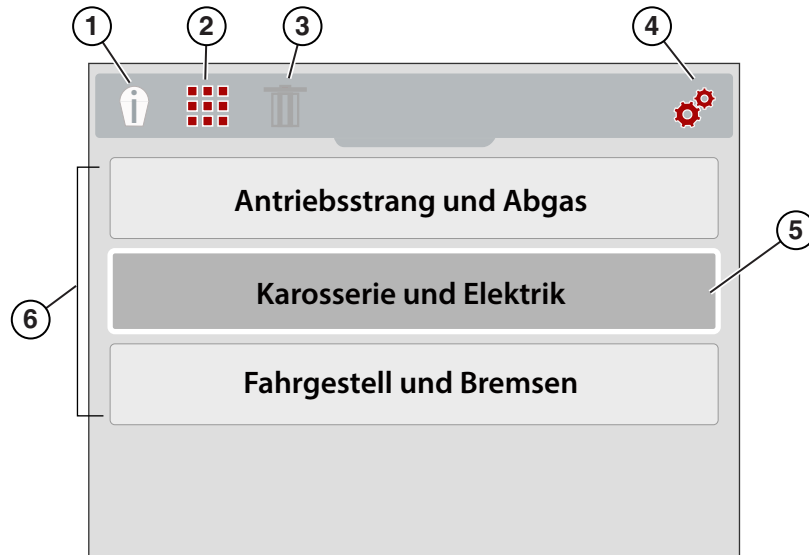 1 2 3 4
Antriebsstrang und Abgas
5
Karosserie und Elektrik
6
Fahrgestell und Bremsen